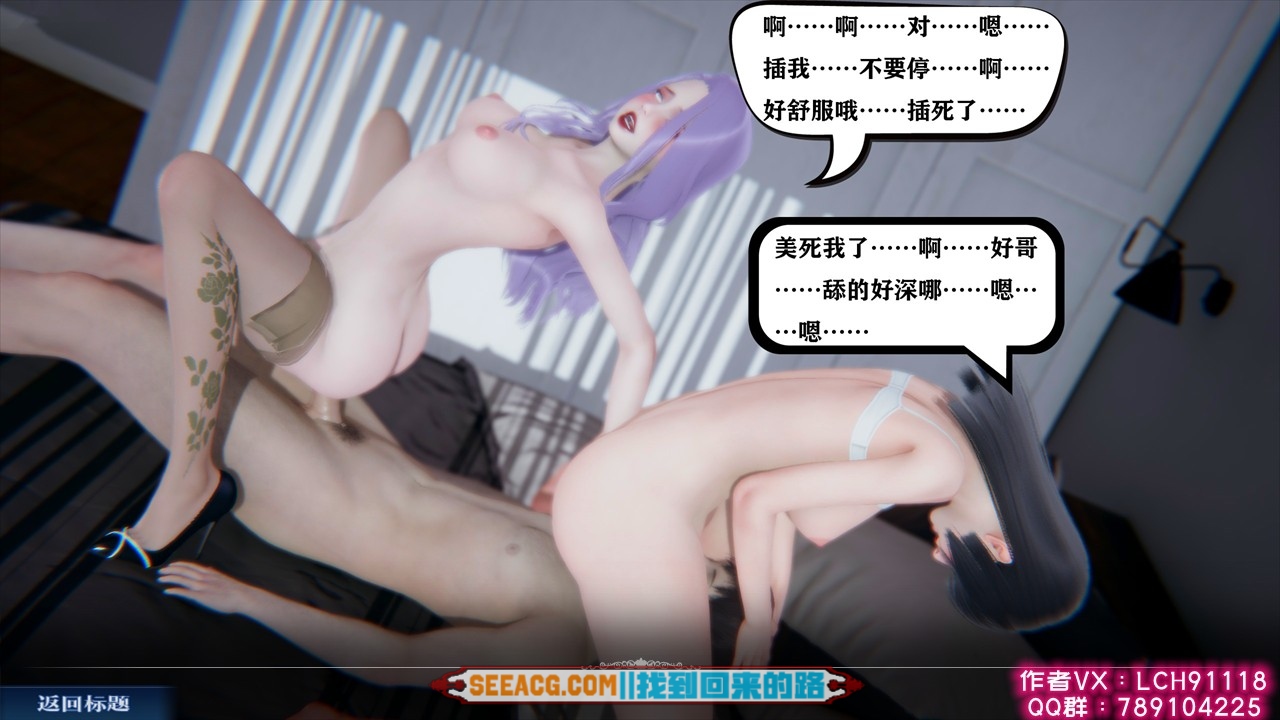 啊……啊……对……嗯……
插我……不要停……啊……
好舒服哦……插死了……
美死我了……啊……好哥
……舔的好深哪……嗯…
…嗯……
返回标题
SEEACG.COM||找到回来的路
作者VX：LCH91118
QQ群：789104225